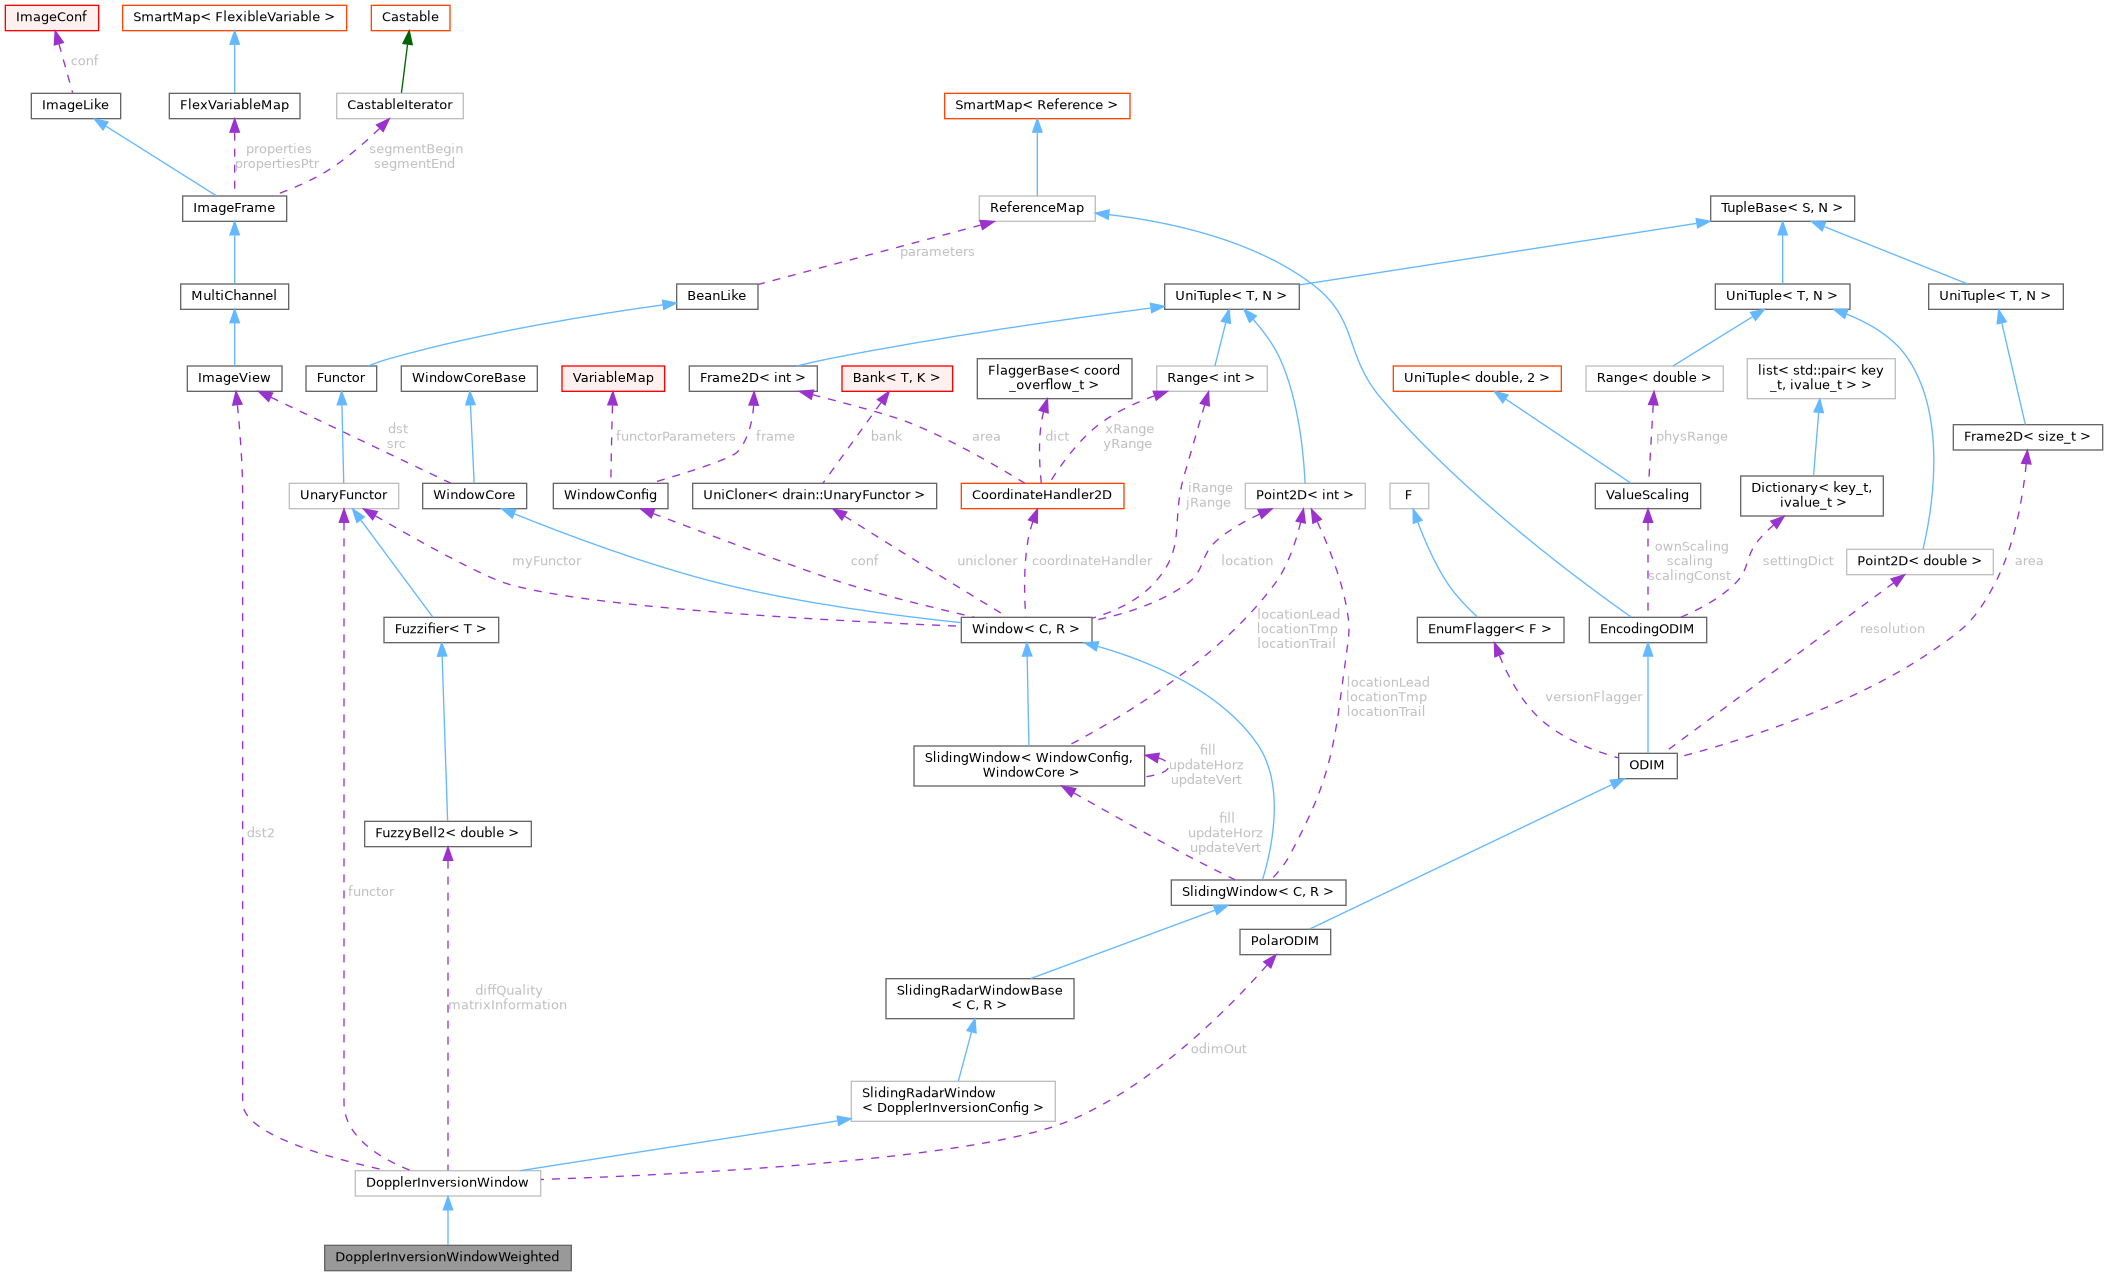 ImageConf
SmartMap< FlexibleVariable >
Castable
conf
ImageLike
FlexVariableMap
CastableIterator
SmartMap< Reference >
properties
propertiesPtr
segmentBegin
segmentEnd
ImageFrame
ReferenceMap
TupleBase< S, N >
parameters
MultiChannel
BeanLike
UniTuple< T, N >
UniTuple< T, N >
UniTuple< T, N >
ImageView
Functor
WindowCoreBase
VariableMap
Frame2D< int >
Bank< T, K >
FlaggerBase< coord
_overflow_t >
Range< int >
UniTuple< double, 2 >
Range< double >
list< std::pair< key
_t, ivalue_t > >
dst
src
functorParameters
frame
bank
area
dict
xRange
yRange
physRange
Frame2D< size_t >
UnaryFunctor
WindowCore
WindowConfig
UniCloner< drain::UnaryFunctor >
CoordinateHandler2D
iRange
jRange
Point2D< int >
F
ValueScaling
Dictionary< key_t,
ivalue_t >
myFunctor
conf
unicloner
coordinateHandler
location
ownScaling
scaling
scalingConst
settingDict
Point2D< double >
area
Fuzzifier< T >
Window< C, R >
locationLead
locationTmp
locationTrail
EnumFlagger< F >
EncodingODIM
resolution
locationLead
locationTmp
locationTrail
versionFlagger
SlidingWindow< WindowConfig,
WindowCore >
fill
updateHorz
updateVert
ODIM
dst2
FuzzyBell2< double >
fill
updateHorz
updateVert
functor
SlidingWindow< C, R >
PolarODIM
diffQuality
matrixInformation
SlidingRadarWindowBase
< C, R >
odimOut
SlidingRadarWindow
< DopplerInversionConfig >
DopplerInversionWindow
DopplerInversionWindowWeighted